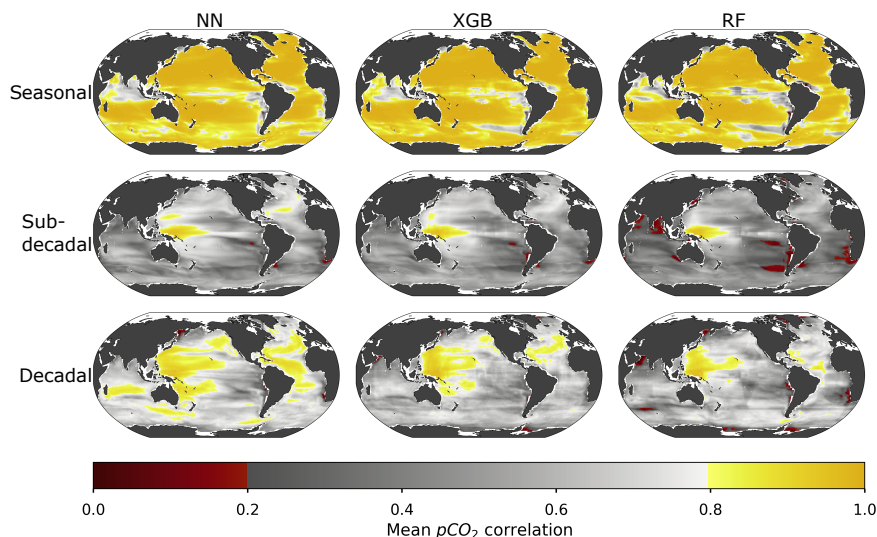 NN XGB RF
Seasonal
Sub-
decadal
Decadal
0.0 0.2 0.4 0.6 0.8 1.0
Mean pCO₂ correlation